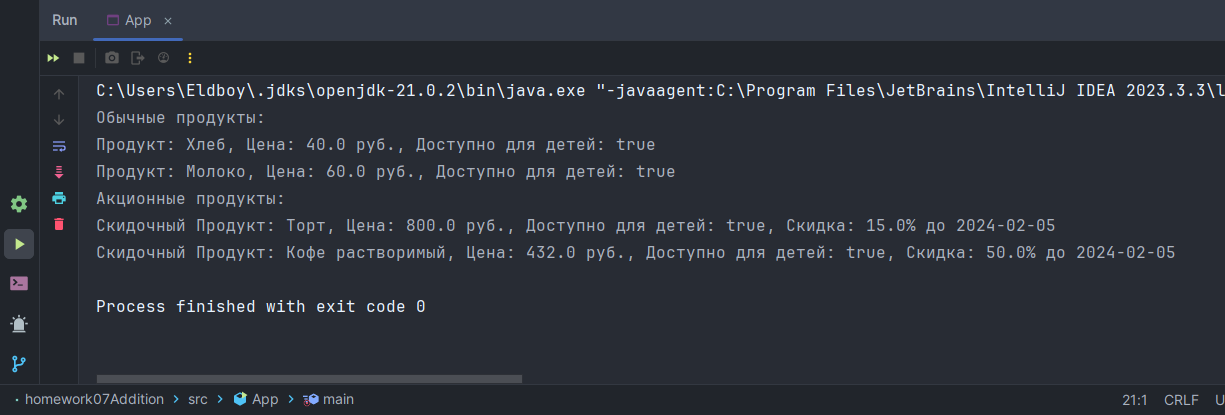 Run App ×
C:\Users\Eldboy\.jdks\openjdk-21.0.2\bin\java.exe "-javaagent:C:\Program Files\JetBrains\IntelliJ IDEA 2023.3.3\l
Обычные продукты:
Продукт: Хлеб, Цена: 40.0 руб., Доступно для детей: true
Продукт: Молоко, Цена: 60.0 руб., Доступно для детей: true
Акционные продукты:
Скидочный Продукт: Торт, Цена: 800.0 руб., Доступно для детей: true, Скидка: 15.0% до 2024-02-05
Скидочный Продукт: Кофе растворимый, Цена: 432.0 руб., Доступно для детей: true, Скидка: 50.0% до 2024-02-05
Process finished with exit code 0
homework07Addition > src > App > main 21:1 CRLF U